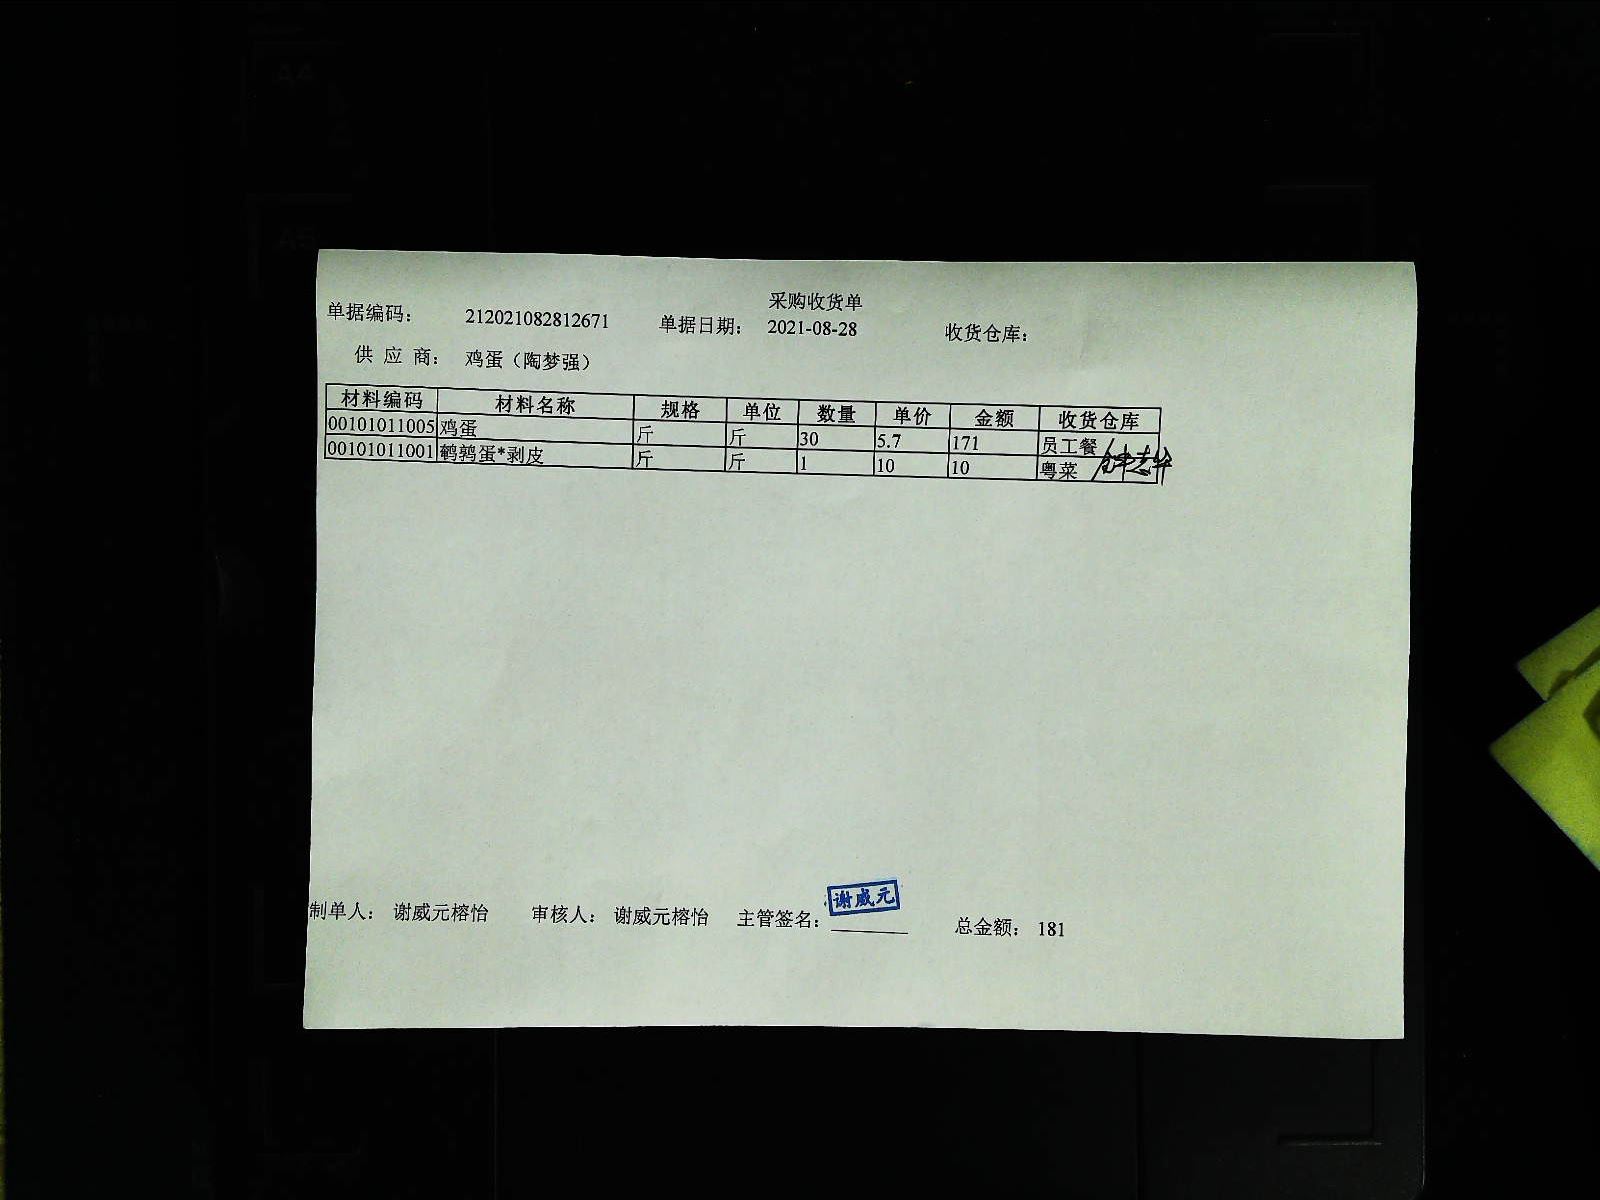 A4
A5
采购收货单
单据编码： 212021082812671 单据日期： 2021-08-28 收货仓库：
供 应 商： 鸡蛋（陶梦强）
材料编码 材料名称 规格 单位 数量 单价 金额 收货仓库
00101011005 鸡蛋 斤 斤 30 5.7 171 员工餐
00101011001 鹌鹑蛋*剥皮 斤 斤 1 10 10 粤菜
谢威元
制单人： 谢威元榕怡 审核人： 谢威元榕怡 主管签名： 总金额： 181